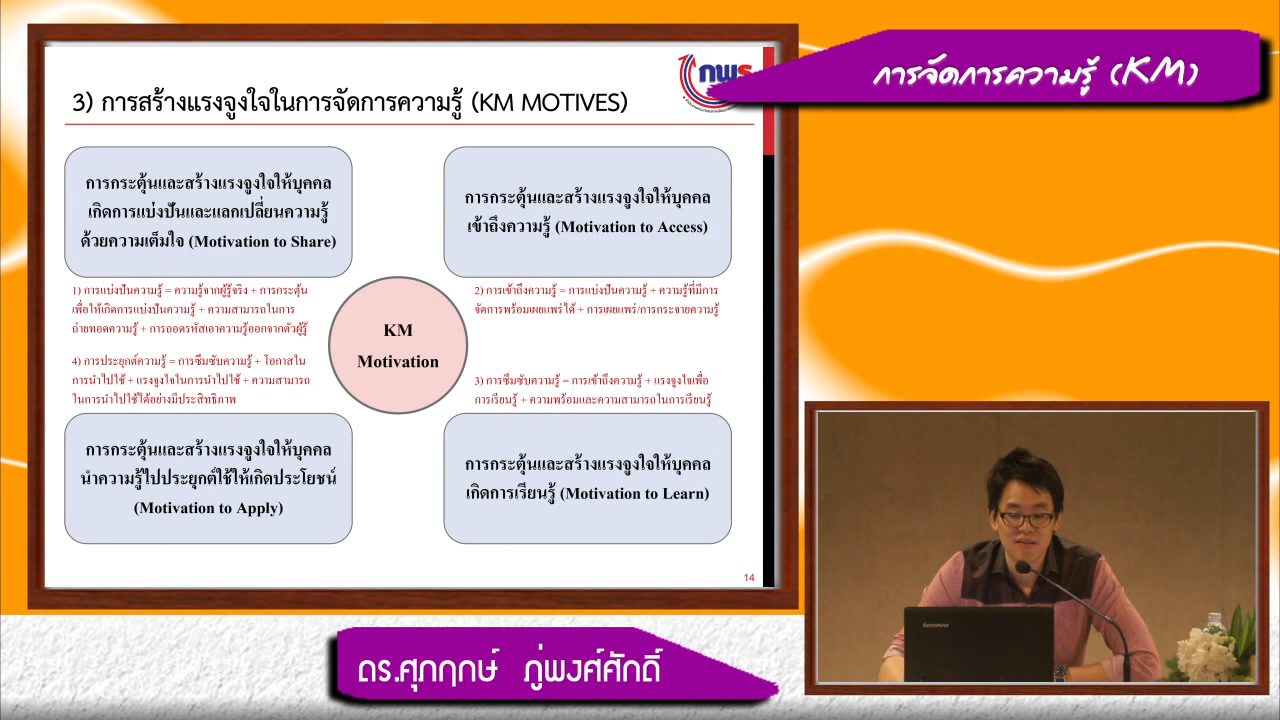 การจัดการความรู้ (KM)
กพร
3) การสร้างแรงจูงใจในการจัดการความรู้ (KM MOTIVES)
การกระตุ้นและสร้างแรงจูงใจให้บุคคล
เกิดการแบ่งปันและแลกเปลี่ยนความรู้
ด้วยความเต็มใจ (Motivation to Share)
การกระตุ้นและสร้างแรงจูงใจให้บุคคล
เข้าถึงความรู้ (Motivation to Access)
1) การแบ่งปันความรู้ = ความรู้จากผู้รู้จริง + การกระตุ้น
เพื่อให้เกิดการแบ่งปันความรู้ + ความสามารถในการ
ถ่ายทอดความรู้ + การถอดรหัสเอาความรู้ออกจากตัวผู้รู้
2) การเข้าถึงความรู้ = การแบ่งปันความรู้ + ความรู้ที่มีการ
จัดการพร้อมเผยแพร่ได้ + การเผยแพร่/การกระจายความรู้
KM
Motivation
4) การประยุกต์ความรู้ = การซึมซับความรู้ + โอกาสใน
การนำไปใช้ + แรงจูงใจในการนำไปใช้ + ความสามารถ
ในการนำไปใช้ได้อย่างมีประสิทธิภาพ
3) การซึมซับความรู้ = การเข้าถึงความรู้ + แรงจูงใจเพื่อ
การเรียนรู้ + ความพร้อมและความสามารถในการเรียนรู้
การกระตุ้นและสร้างแรงจูงใจให้บุคคล
นำความรู้ไปประยุกต์ใช้ให้เกิดประโยชน์
(Motivation to Apply)
การกระตุ้นและสร้างแรงจูงใจให้บุคคล
เกิดการเรียนรู้ (Motivation to Learn)
14
lenovo
ดร.ศุภฤกษ์ ภู่พงศ์ศักดิ์